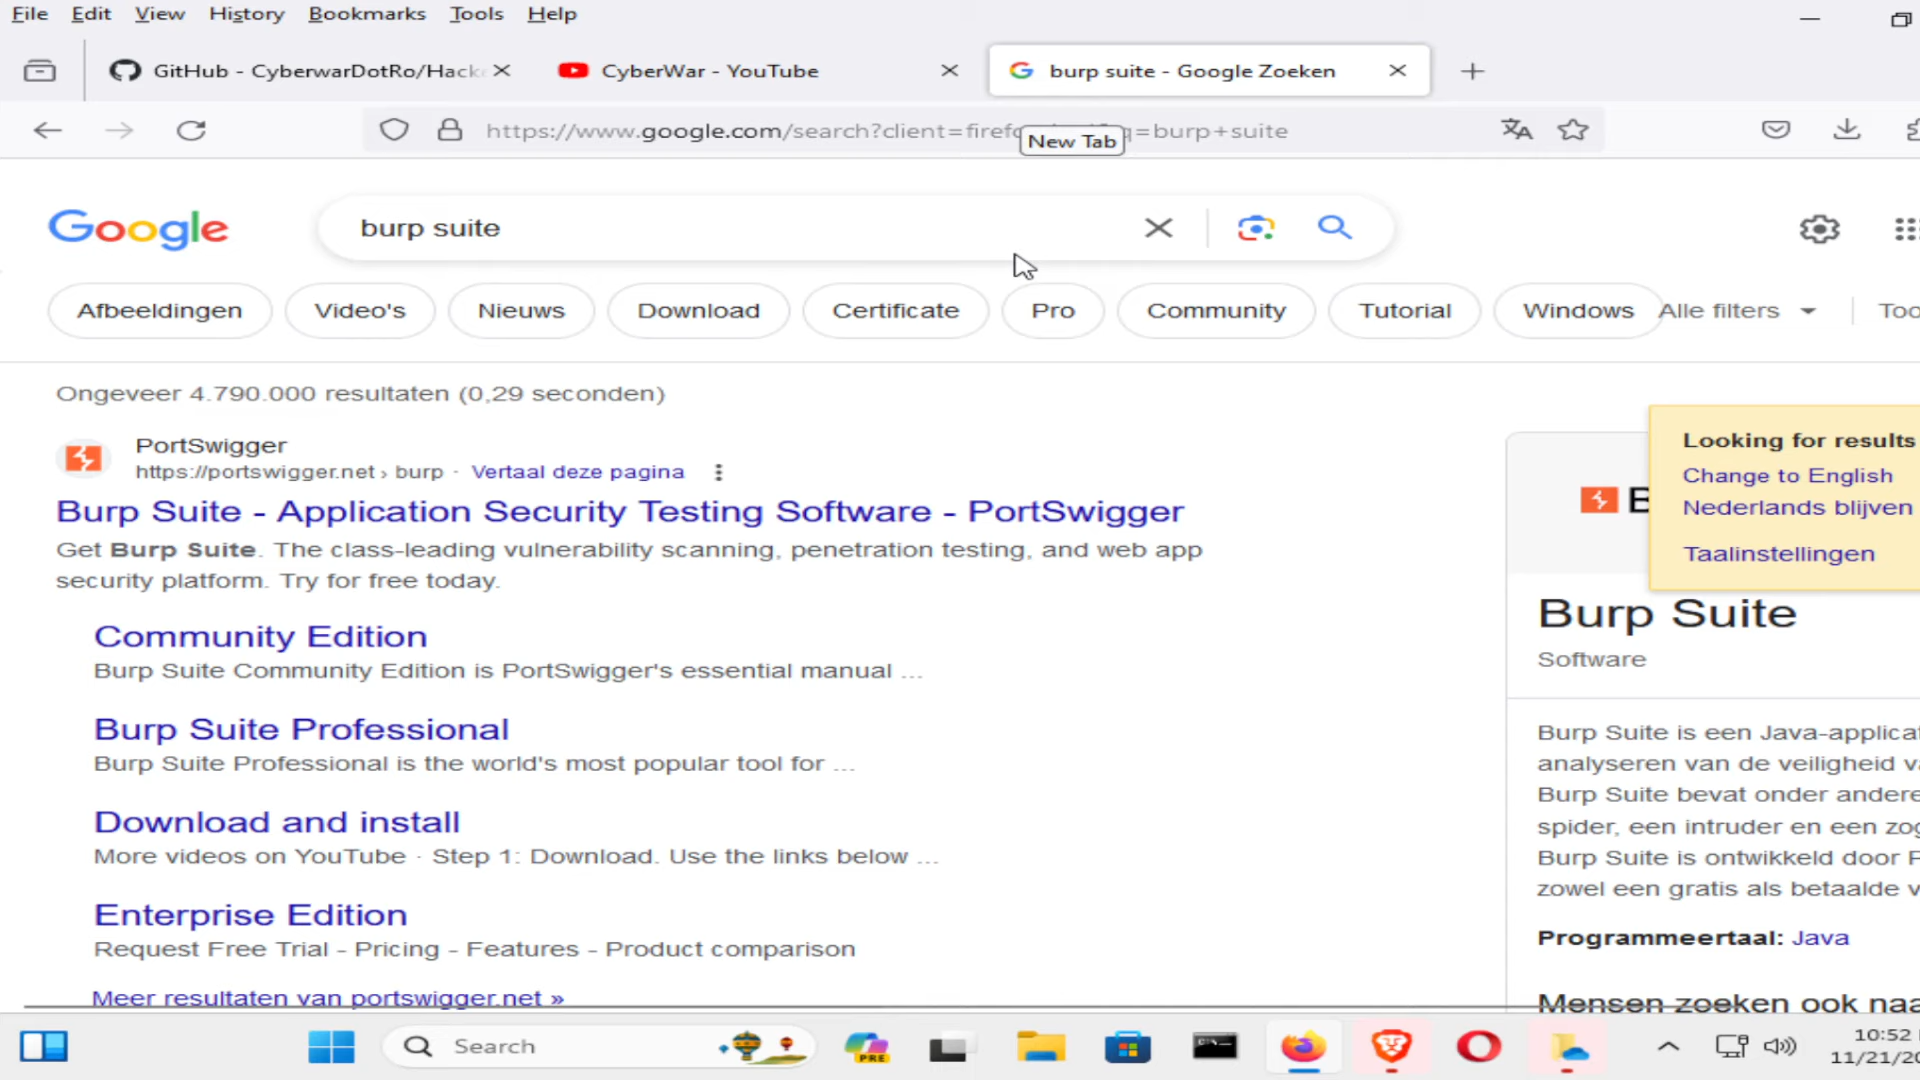 File Edit View History Bookmarks Tools Help
GitHub - CyberwarDotRo/Hack
CyberWar - YouTube
burp suite - Google Zoeken
https://www.google.com/search?client=firef q=burp+suite
New Tab
Google
burp suite
Afbeeldingen Video's Nieuws Download Certificate Pro Community Tutorial Windows Alle filters Too
Ongeveer 4.790.000 resultaten (0,29 seconden)
PortSwigger
https://portswigger.net › burp · Vertaal deze pagina
Burp Suite - Application Security Testing Software - PortSwigger
Get Burp Suite. The class-leading vulnerability scanning, penetration testing, and web app
security platform. Try for free today.
Community Edition
Burp Suite Community Edition is PortSwigger's essential manual ...
Burp Suite Professional
Burp Suite Professional is the world's most popular tool for ...
Download and install
More videos on YouTube · Step 1: Download. Use the links below ...
Enterprise Edition
Request Free Trial - Pricing - Features - Product comparison
Meer resultaten van portswigger.net »
Looking for results
Change to English
Nederlands blijven
Taalinstellingen
B
Burp Suite
Software
Burp Suite is een Java-applicat
analyseren van de veiligheid v
Burp Suite bevat onder andere
spider, een intruder en een zog
Burp Suite is ontwikkeld door P
zowel een gratis als betaalde v
Programmeertaal: Java
Mensen zoeken ook naa
Search
PRE
10:52
11/21/20